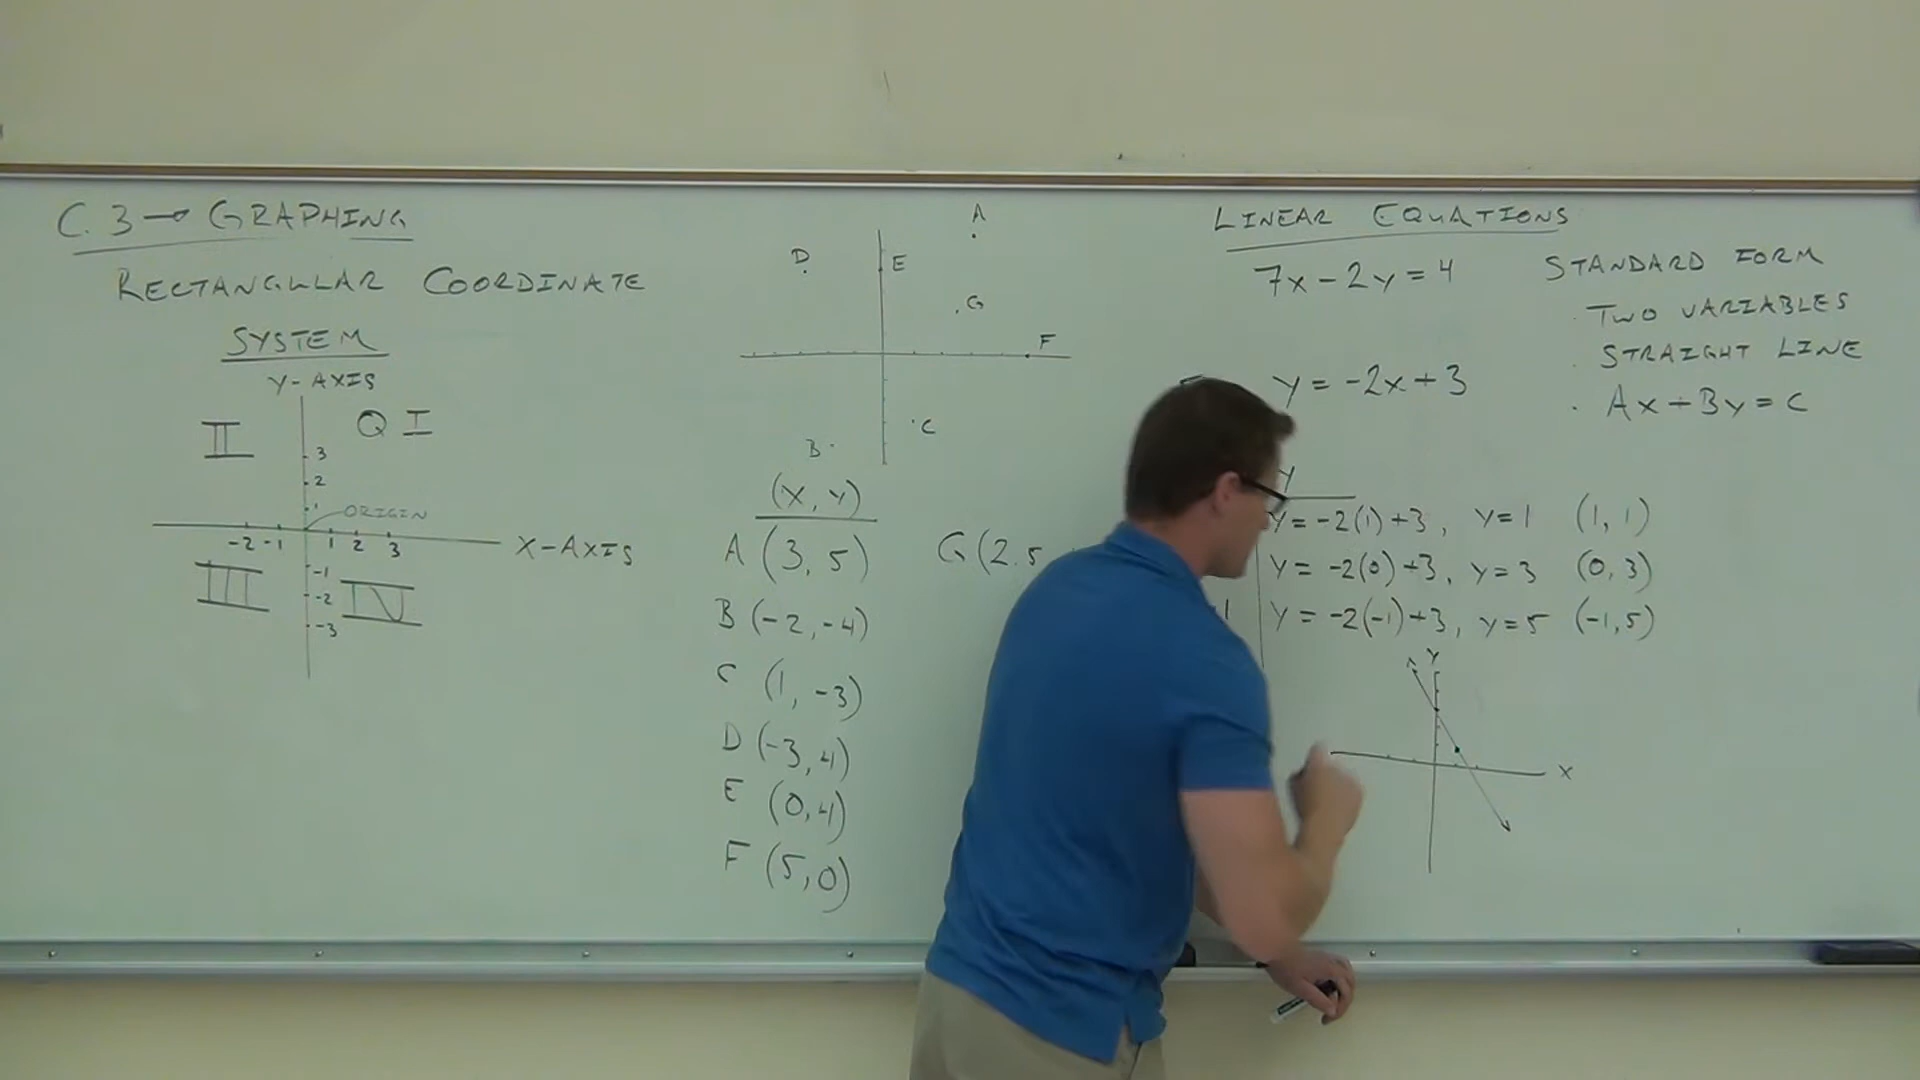 C.3 → GRAPHING
RECTANGULAR COORDINATE
SYSTEM
Y-AXIS
II
Q I
3
2
1
ORIGIN
-2 -1 1 2 3
X-AXIS
-1
-2
-3
III
IV
A
D
E
G
F
C
B
(X, Y)
A (3, 5)
B (-2, -4)
C (1, -3)
D (-3, 4)
E (0, 4)
F (5, 0)
G (2.5
LINEAR EQUATIONS
7x - 2y = 4
STANDARD FORM
· TWO VARIABLES
· STRAIGHT LINE
· Ax + By = C
y = -2x + 3
Y
Y = -2(1) + 3, y = 1 (1, 1)
Y = -2(0) + 3, y = 3 (0, 3)
1 Y = -2(-1) + 3, y = 5 (-1, 5)
Y
X